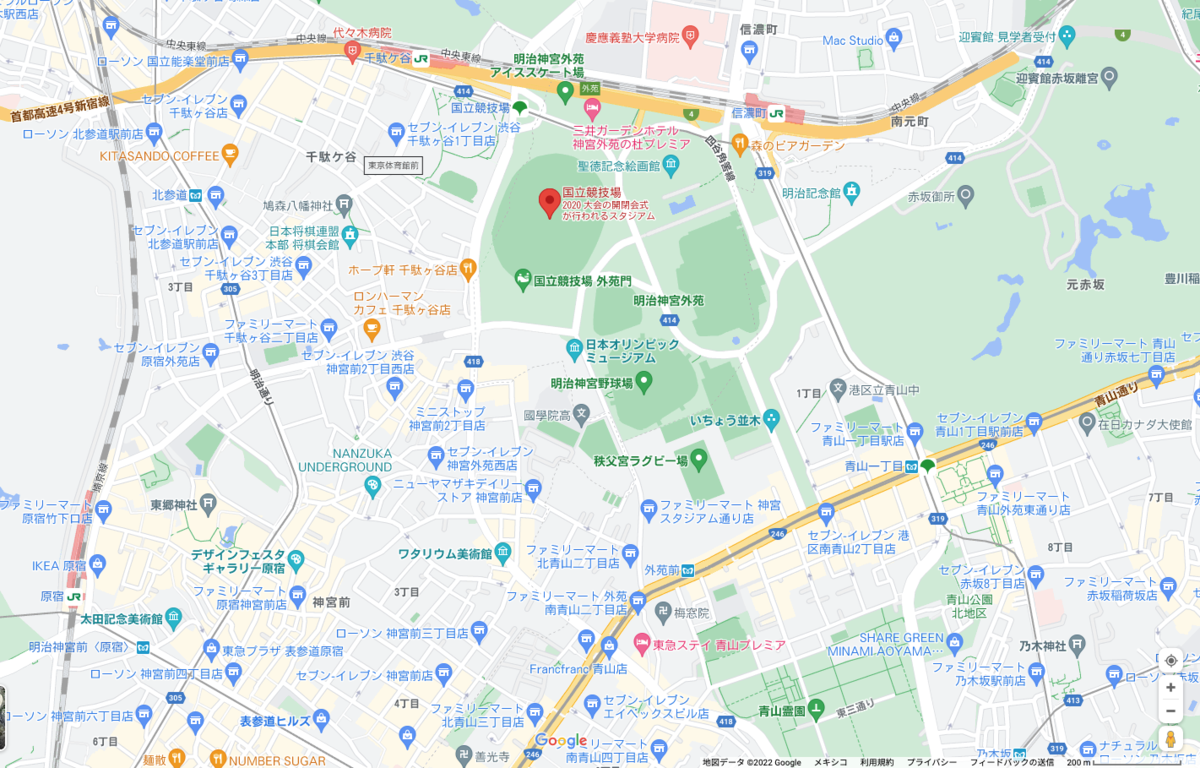 木駅西店
中央東線
中央東線
代々木病院
慶應義塾大学病院
信濃町
Mac Studio
迎賓館 見学者受付
4
414
迎賓館赤坂離宮
ローソン 国立能楽堂前店
千駄ケ谷
JR
明治神宮外苑
アイススケート場
首都高速4号新宿線
セブン-イレブン
千駄ヶ谷店
414
国立競技場
外苑
4
信濃町
JR
中央線
南元町
ローソン 北参道駅前店
セブン-イレブン 渋谷
千駄ヶ谷1丁目店
三井ガーデンホテル
神宮外苑の杜プレミア
森のビアガーデン
四谷角筈線
KITASANDO COFFEE
千駄ケ谷
東京体育館前
聖徳記念絵画館
319
414
北参道
鳩森八幡神社
国立競技場
2020 大会の開閉会式
が行われるスタジアム
明治記念館
赤坂御所
セブン-イレブン
北参道駅前店
日本将棋連盟
本部 将棋会館
セブン-イレブン 渋谷
千駄ヶ谷3丁目店
ホープ軒 千駄ヶ谷店
国立競技場 外苑門
元赤坂
豊川稲
3丁目
305
ロンハーマン
カフェ 千駄ヶ谷店
明治神宮外苑
414
ファミリーマート
千駄ヶ谷二丁目店
セブン-イレブン
原宿外苑店
セブン-イレブン 渋谷
神宮前2丁目西店
418
日本オリンピック
ミュージアム
ファミリーマート 青山
通り赤坂七丁目店
明治通り
明治神宮野球場
1丁目
港区立青山中
青山通り
ミニストップ
神宮前2丁目店
國學院高
いちょう並木
ファミリーマート
青山一丁目駅店
セブン-イレブン
青山1丁目駅前店
在日カナダ大使館
246
NANZUKA
UNDERGROUND
セブン-イレブン
神宮外苑西店
秩父宮ラグビー場
青山一丁目
ニューヤマザキデイリー
ストア 神宮前店
東郷神社
ファミリーマート
原宿竹下口店
ファミリーマート 神宮
スタジアム通り店
ファミリーマート
青山外苑東通り店
7丁目
319
246
セブン-イレブン 港
区南青山2丁目店
8丁目
デザインフェスタ
ギャラリー原宿
ワタリウム美術館
ファミリーマート
北青山二丁目店
外苑前
IKEA 原宿
セブン-イレブン
赤坂8丁目店
ファミリーマート
赤坂稲荷坂店
原宿
JR
ファミリーマート
原宿神宮前店
神宮前
3丁目
ファミリーマート 外苑
南青山二丁目店
梅窓院
青山公園
北地区
太田記念美術館
ローソン 神宮前三丁目店
東急ステイ 青山プレミア
SHARE GREEN
MINAMI AOYAMA…
乃木神社
明治神宮前〈原宿〉
東急プラザ 表参道原宿
Francfranc 青山店
ローソン 神宮前四丁目店
セブン-イレブン 神宮前店
ファミリーマート
乃木坂駅前店
305
4丁目
セブン-イレブン
エイベックスビル店
青山霊園
東三通り
413
ローソン 神宮前六丁目店
表参道ヒルズ
ファミリーマート
北青山三丁目店
418
6丁目
麺散
NUMBER SUGAR
善光寺
246
Google
ファミリーマート
南青山四丁目店
乃木坂
319
ナチュラル
地図データ ©2022 Google
メキシコ
利用規約
プライバシー
フィードバックの送信
200 m